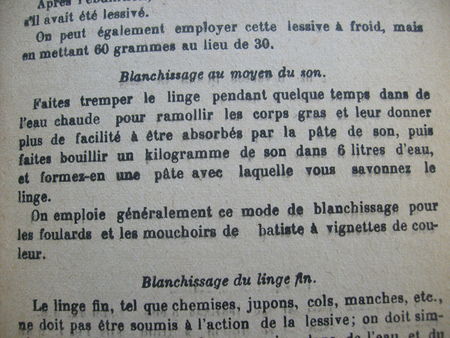 Après l'ébullition,
s'il avait été lessivé.
On peut également employer cette lessive à froid, mais
en mettant 60 grammes au lieu de 30.
Blanchissage au moyen du son.
Faites tremper le linge pendant quelque temps dans de
l'eau chaude pour ramollir les corps gras et leur donner
plus de facilité à être absorbés par la pâte de son, puis
faites bouillir un kilogramme de son dans 6 litres d'eau,
et formez-en une pâte avec laquelle vous savonnez le
linge.
On emploie généralement ce mode de blanchissage pour
les foulards et les mouchoirs de batiste à vignettes de cou-
leur.
Blanchissage du linge fin.
Le linge fin, tel que chemises, jupons, cols, manches, etc.,
ne doit pas être soumis à l'action de la lessive; on doit sim-
de l'eau et du